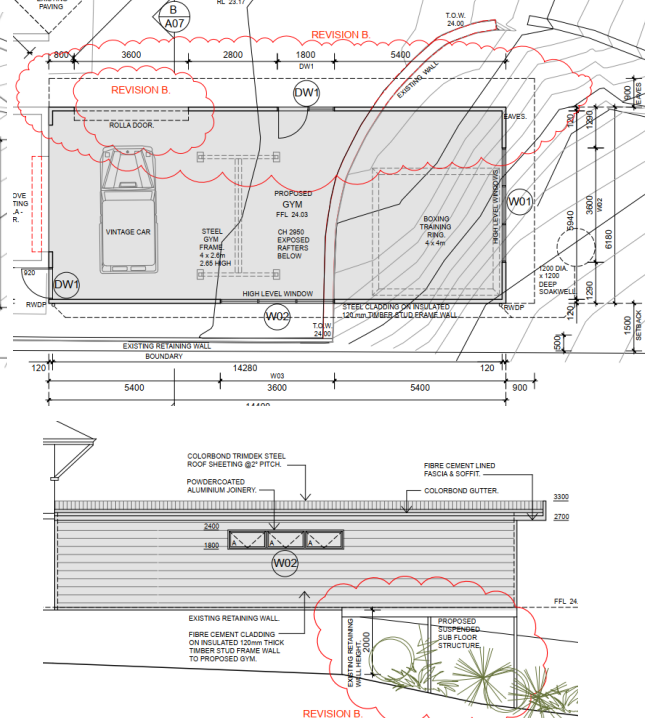 PAVING
B
A07
RL 23.17
T.O.W.
24.00
REVISION B.
800
3600
2800
1800
5400
DW1
REVISION B.
DW1
EXISTING WALL
900
EAVES
EAVES.
120
1290
ROLLA DOOR.
PROPOSED
GYM
FFL 24.03
HIGH LEVEL WINDOWS
W01
3600
W02
5940
6180
VINTAGE CAR
STEEL
GYM
FRAME.
4 x 2.6m
2.65 HIGH
CH 2950
EXPOSED
RAFTERS
BELOW
BOXING
TRAINING
RING.
4 x 4m
920
DW1
RWDP
HIGH LEVEL WINDOW
W02
1200 DIA.
x 1200
DEEP
SOAKWELL
1290
120
RWDP
STEEL CLADDING ON INSULATED
120 mm TIMBER STUD FRAME WALL
T.O.W.
24.00
1500
SETBACK
500
EXISTING RETAINING WALL
BOUNDARY
120
14280
120
W03
5400
3600
5400
900
COLORBOND TRIMDEK STEEL
ROOF SHEETING @2° PITCH.
FIBRE CEMENT LINED
FASCIA & SOFFIT.
POWDERCOATED
ALUMINIUM JOINERY.
COLORBOND GUTTER.
3300
2700
2400
1800
A
A
A
W02
FFL 24.
EXISTING RETAINING WALL.
FIBRE CEMENT CLADDING
ON INSULATED 120mm THICK
TIMBER STUD FRAME WALL
TO PROPOSED GYM.
EXISTING RETAINING
WALL HEIGHT.
2000
PROPOSED
SUSPENDED
SUB FLOOR
STRUCTURE.
REVISION B.